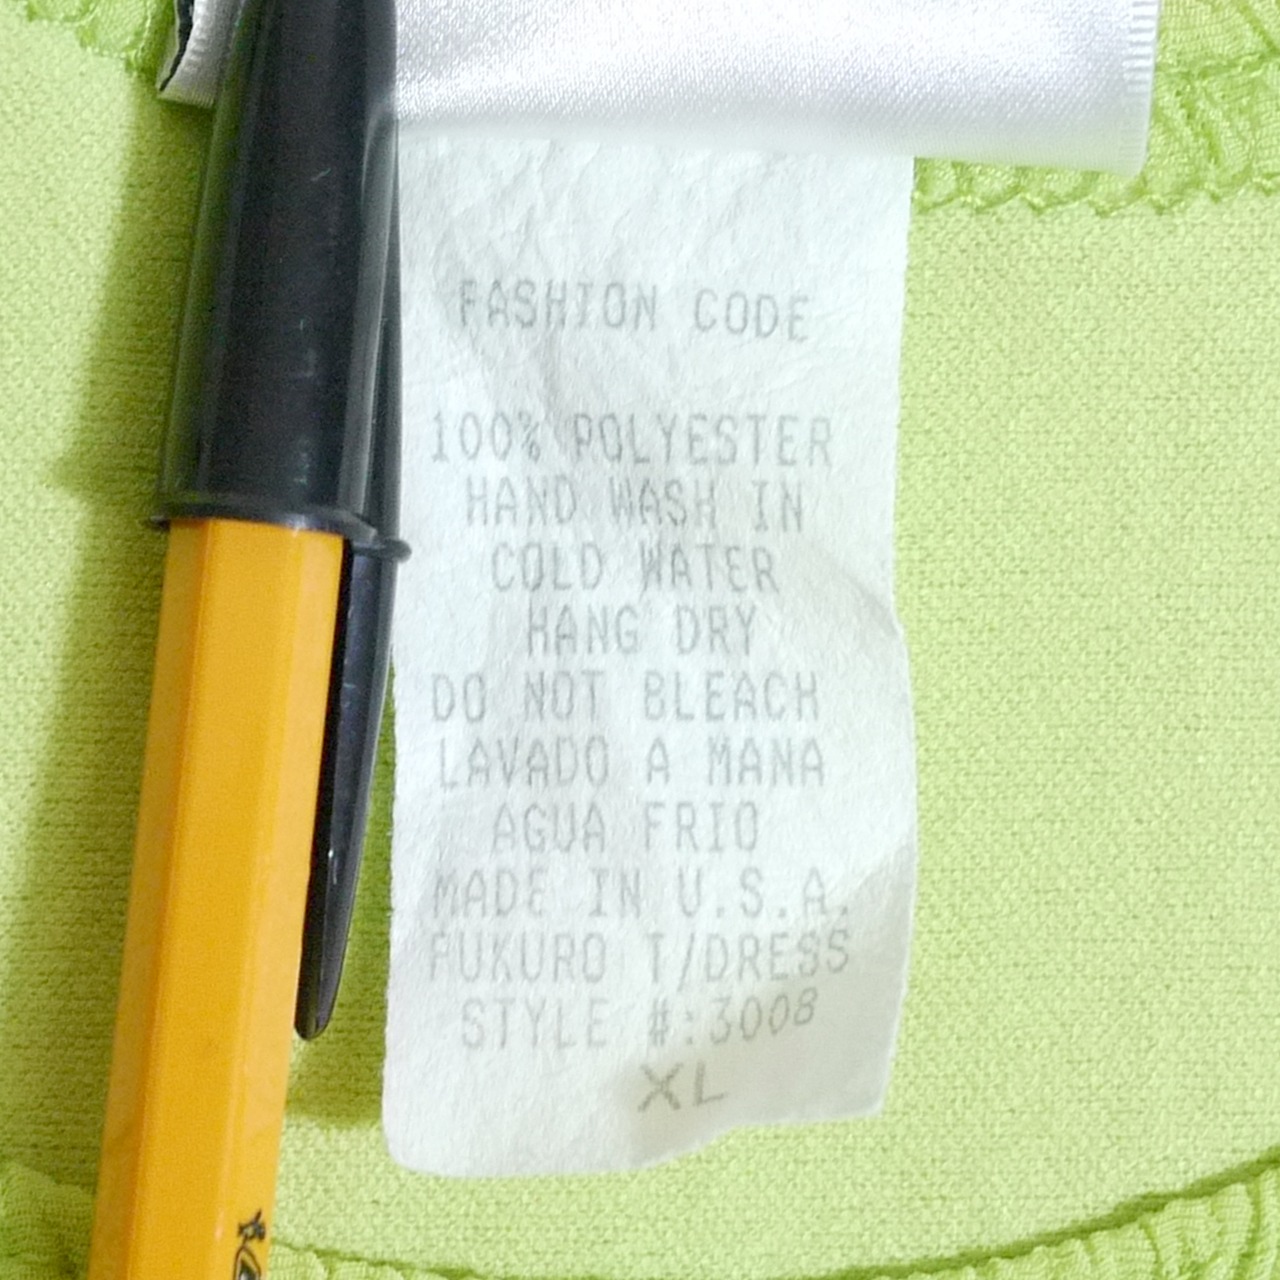 FASHION CODE
100% POLYESTER
HAND WASH IN
COLD WATER
HANG DRY
DO NOT BLEACH
LAVADO A MANA
AGUA FRIO
MADE IN U.S.A.
FUKURO T/DRESS
STYLE #:3008
XL